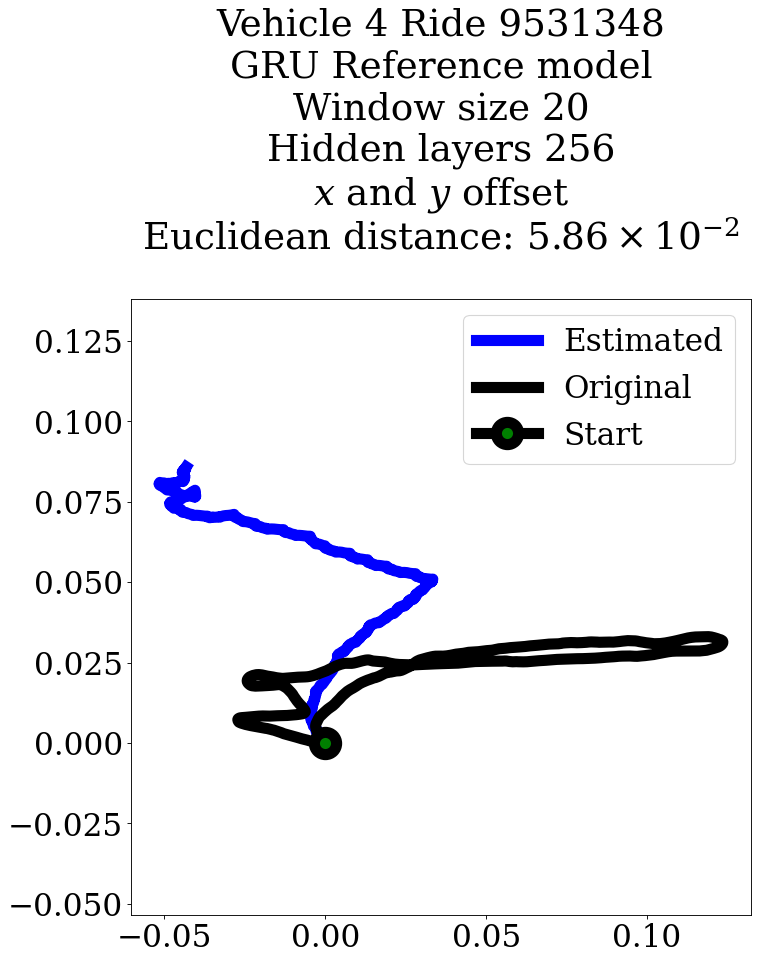 Vehicle 4 Ride 9531348
GRU Reference model
Window size 20
Hidden layers 256
x and y offset
Euclidean distance: 5.86 × 10⁻²
Estimated
Original
Start
0.125
0.100
0.075
0.050
0.025
0.000
−0.025
−0.050
−0.05 0.00 0.05 0.10